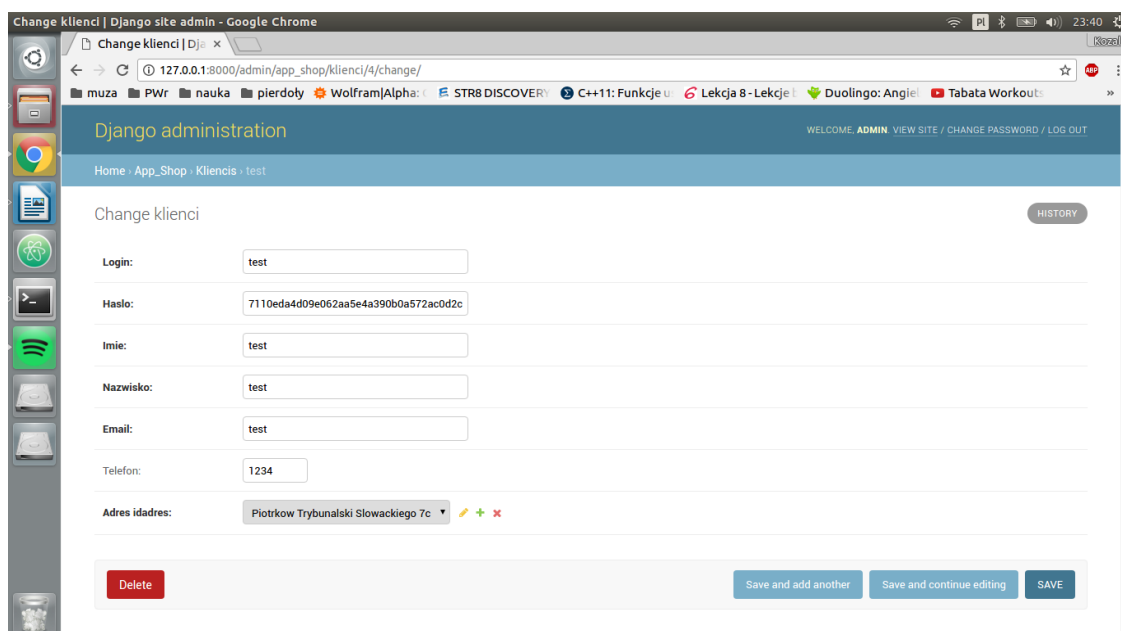 Change klienci | Django site admin - Google Chrome Pl 23:40
Change klienci | Dja × Kozal
127.0.0.1:8000/admin/app_shop/klienci/4/change/ ABP
muza PWr nauka pierdoły Wolfram|Alpha: STR8 DISCOVERY C++11: Funkcje u Lekcja 8 - Lekcje Duolingo: Angiel Tabata Workouts »
Django administration WELCOME, ADMIN. VIEW SITE / CHANGE PASSWORD / LOG OUT
Home › App_Shop › Kliencis › test
Change klienci HISTORY
Login: test
Haslo: 7110eda4d09e062aa5e4a390b0a572ac0d2c
Imie: test
Nazwisko: test
Email: test
Telefon: 1234
Adres idadres: Piotrkow Trybunalski Slowackiego 7c
Delete Save and add another Save and continue editing SAVE